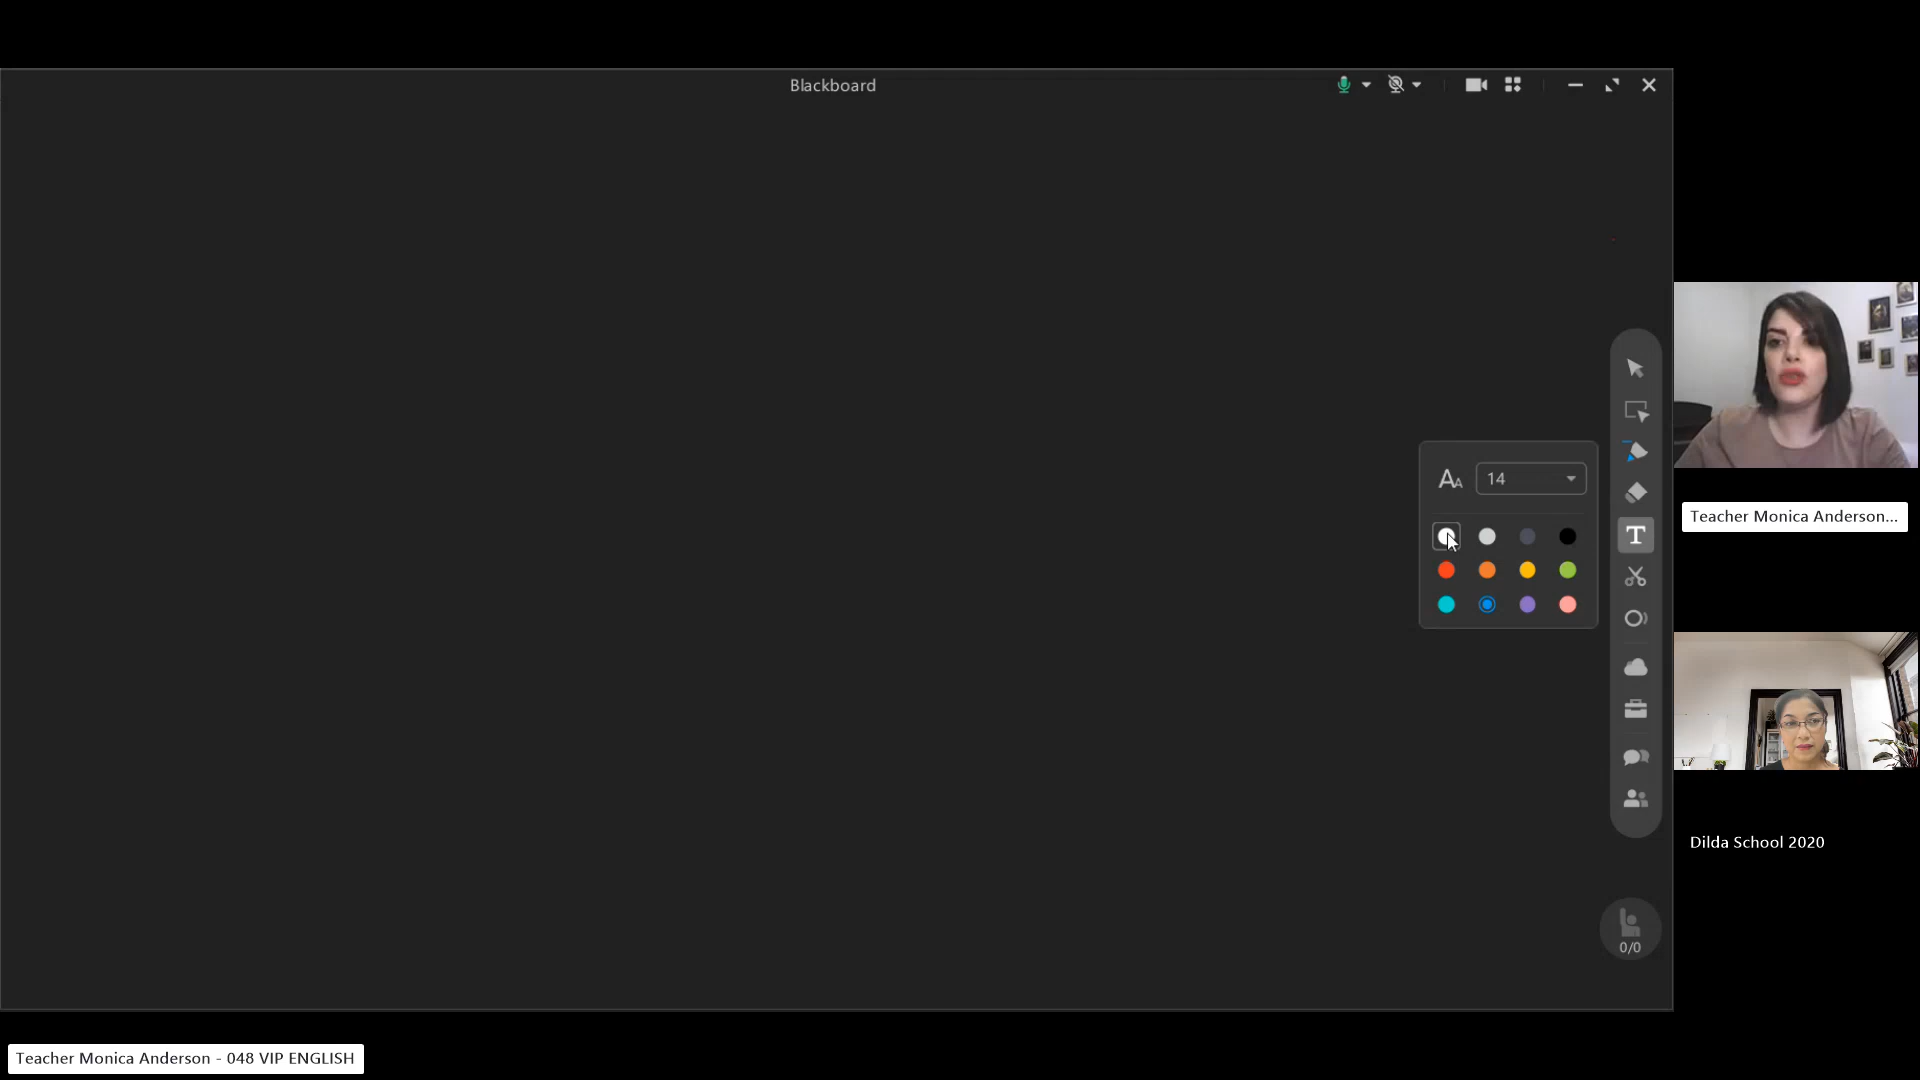 Blackboard
14
Teacher Monica Anderson...
0/0
Dilda School 2020
Teacher Monica Anderson - 048 VIP ENGLISH